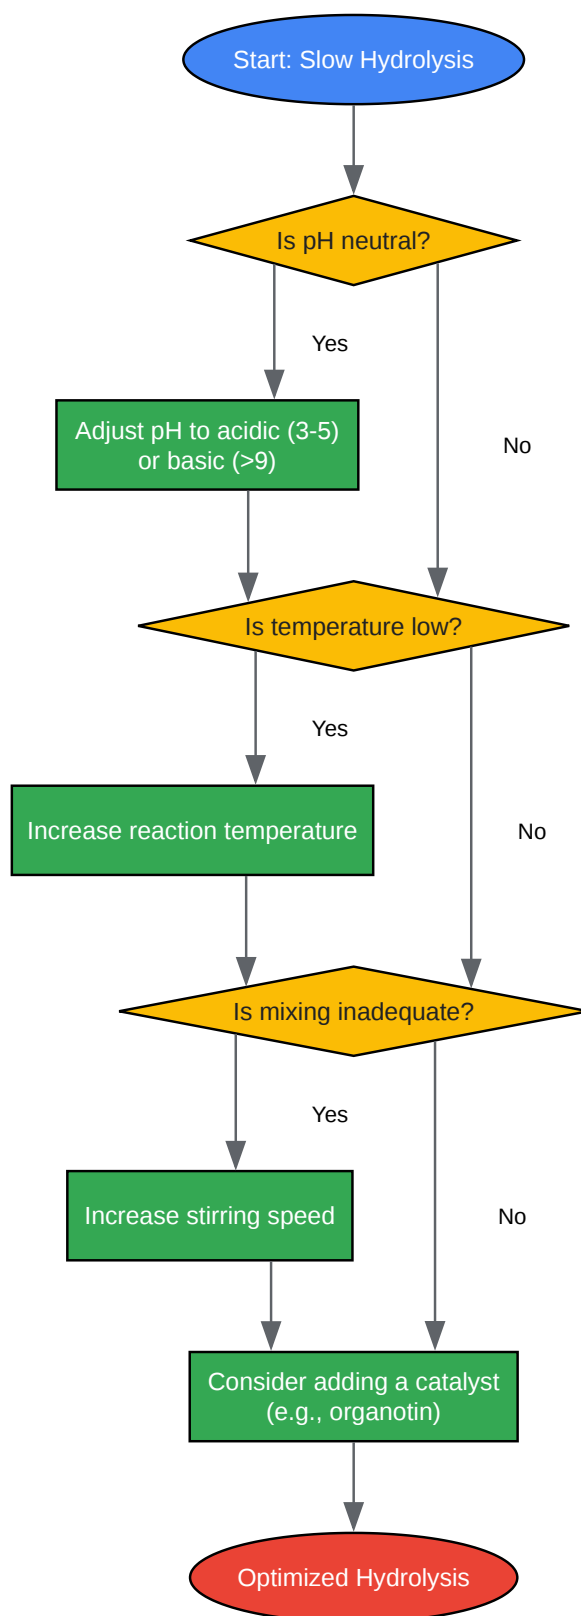 Start: Slow Hydrolysis
Is pH neutral?
Yes
Adjust pH to acidic (3-5)
or basic (>9)
No
Is temperature low?
Yes
Increase reaction temperature
No
Is mixing inadequate?
Yes
Increase stirring speed
No
Consider adding a catalyst
(e.g., organotin)
Optimized Hydrolysis